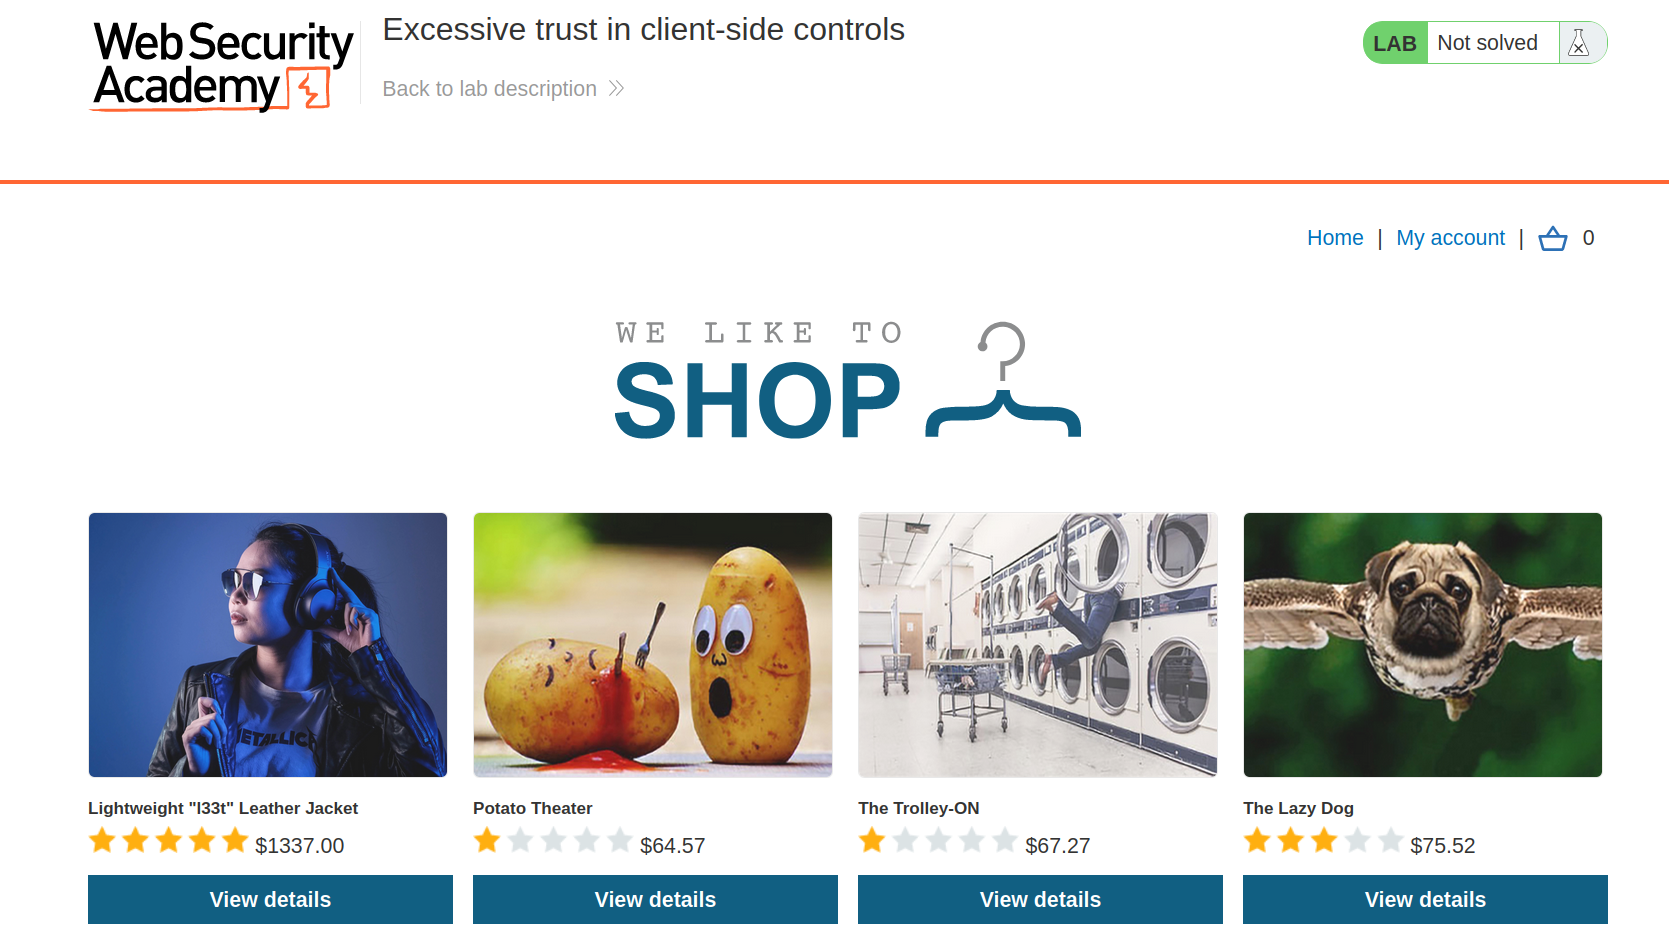 Web Security
Academy
Excessive trust in client-side controls
Back to lab description
LAB Not solved
Home | My account | 0
WE LIKE TO
SHOP
METALLICA
Lightweight "l33t" Leather Jacket
$1337.00
View details
Potato Theater
$64.57
View details
The Trolley-ON
$67.27
View details
The Lazy Dog
$75.52
View details